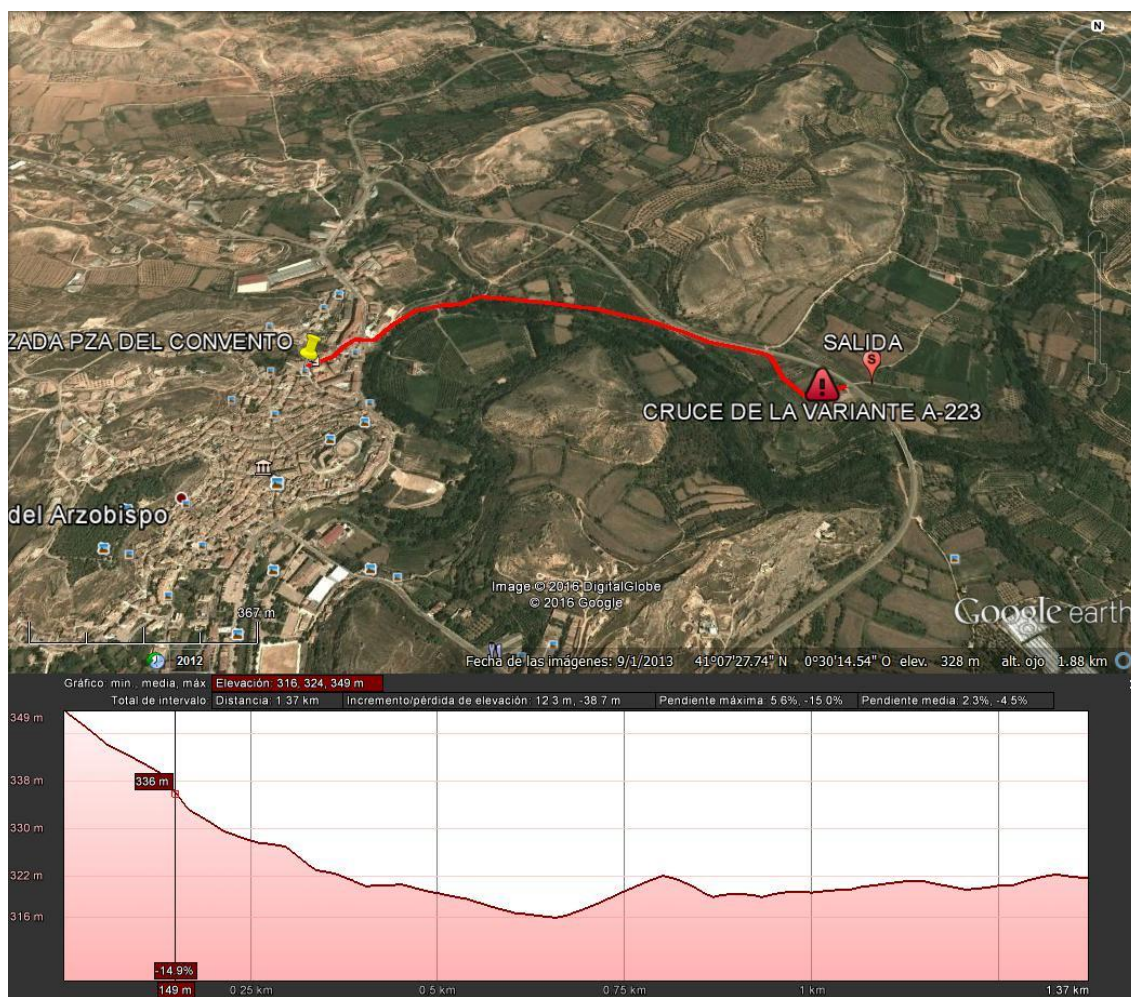 N
ZADA PZA DEL CONVENTO
SALIDA
S
CRUCE DE LA VARIANTE A-223
del Arzobispo
Image © 2016 DigitalGlobe
© 2016 Google
367 m
Google earth
2012
Fecha de las imágenes: 9/1/2013 41°07'27.74" N 0°30'14.54" O elev. 328 m alt. ojo 1.88 km
Gráfico: min., media, máx. Elevación: 316, 324, 349 m
Total de intervalo: Distancia: 1.37 km Incremento/pérdida de elevación: 12.3 m, -38.7 m Pendiente máxima: 5.6%, -15.0% Pendiente media: 2.3%, -4.5%
349 m
336 m
338 m
330 m
322 m
316 m
-14.9%
149 m 0.25 km 0.5 km 0.75 km 1 km 1.37 km